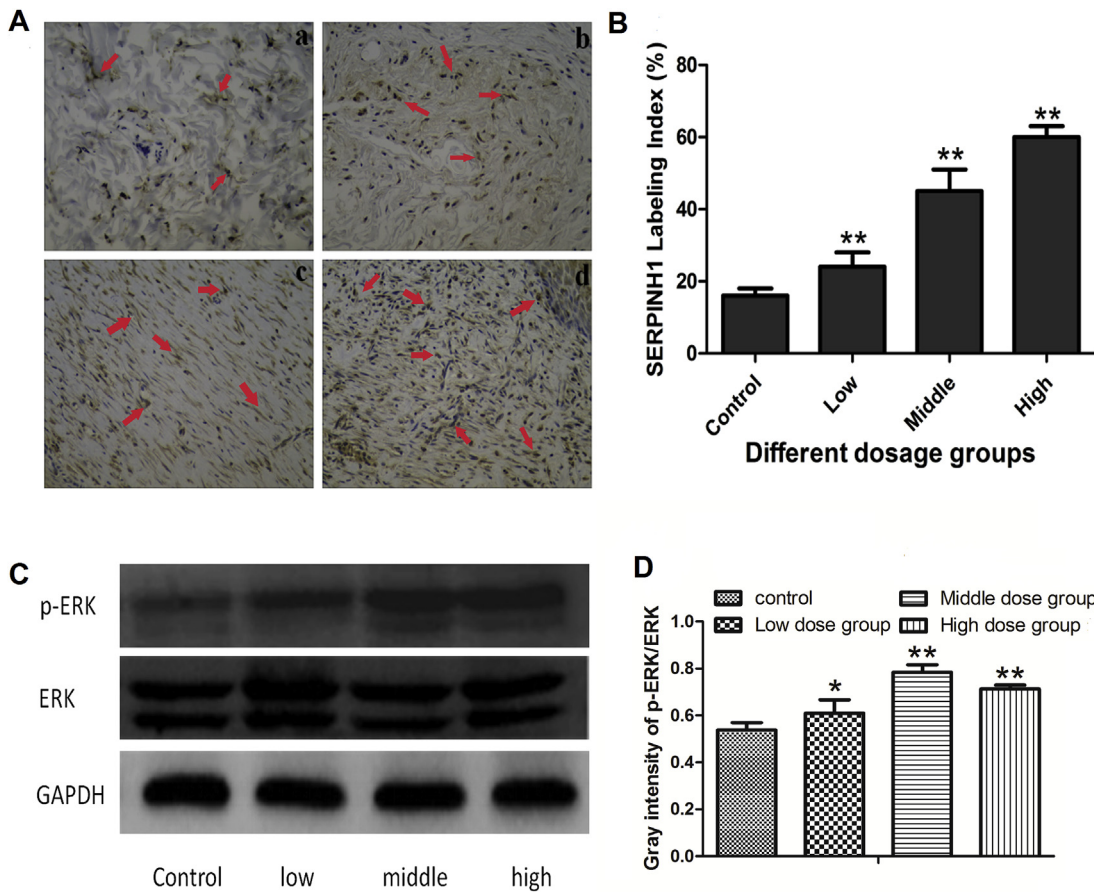 A
a
b
c
d
B
SERPINH1 Labeling Index (%)
80
60
40
20
0
**
**
**
Control
Low
Middle
High
Different dosage groups
C
p-ERK
ERK
GAPDH
Control low middle high
D
control
Low dose group
Middle dose group
High dose group
Gray intensity of p-ERK/ERK
1.0
0.8
0.6
0.4
0.2
0.0
*
**
**